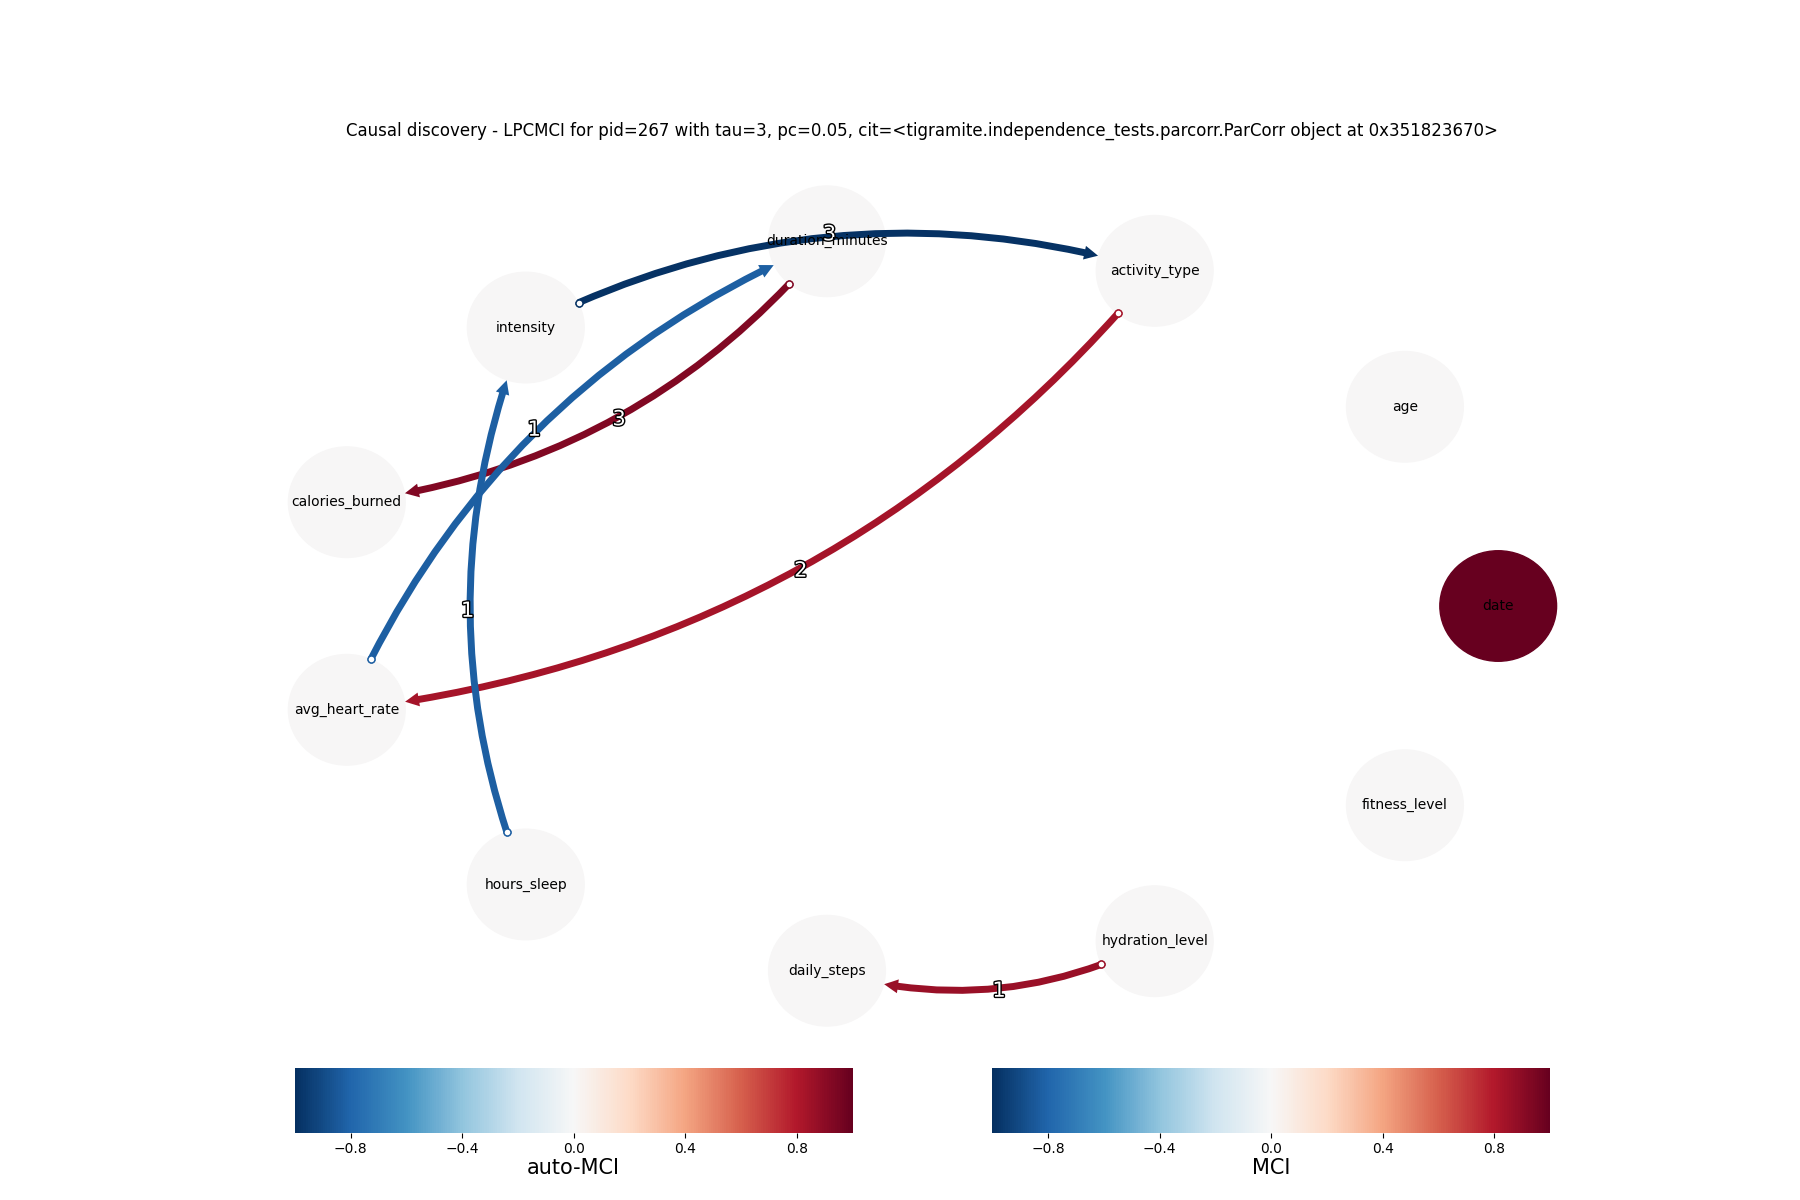 Causal discovery - LPCMCI for pid=267 with tau=3, pc=0.05, cit=<tigramite.independence_tests.parcorr.ParCorr object at 0x351823670>
3
duration_minutes
activity_type
intensity
age
1
3
calories_burned
2
date
1
avg_heart_rate
fitness_level
hours_sleep
hydration_level
daily_steps
1
−0.8 −0.4 0.0 0.4 0.8
auto-MCI
−0.8 −0.4 0.0 0.4 0.8
MCI